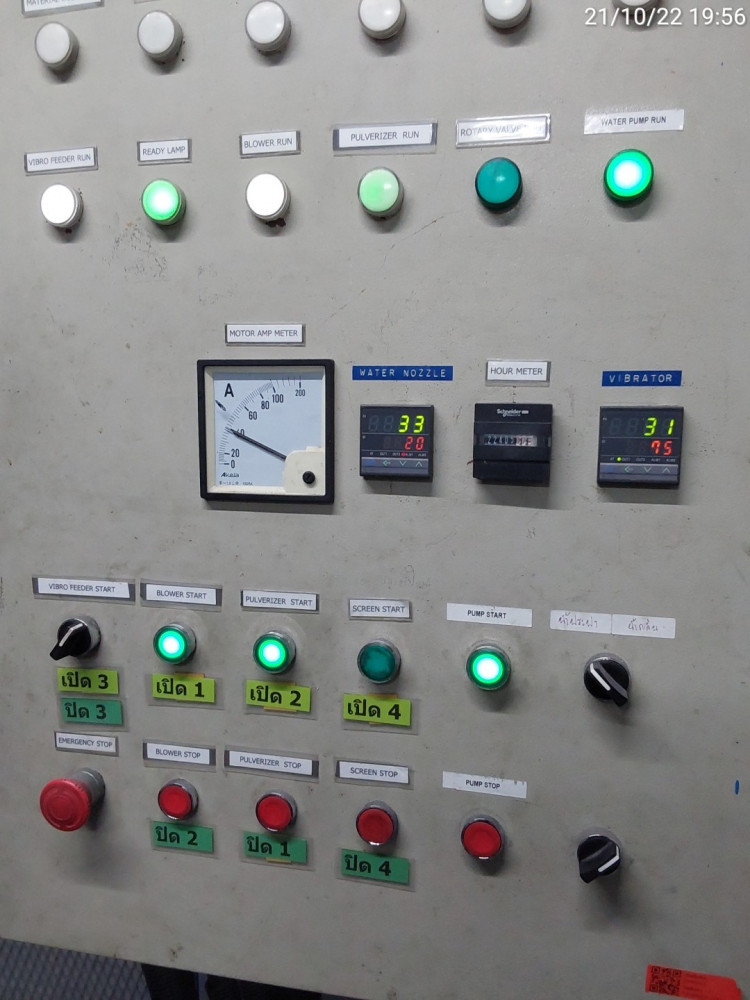 21/10/22 19:56
VIBRO FEEDER RUN
READY LAMP
BLOWER RUN
PULVERIZER RUN
ROTARY VALVE
WATER PUMP RUN
MOTOR AMP METER
A
200
100
80
60
40
20
0
WATER NOZZLE
33
20
HOUR METER
Schneider
VIBRATOR
31
75
VIBRO FEEDER START
BLOWER START
PULVERIZER START
SCREEN START
PUMP START
เปิด 3
เปิด 1
เปิด 2
เปิด 4
ปิด 3
EMERGENCY STOP
BLOWER STOP
PULVERIZER STOP
SCREEN STOP
PUMP STOP
ปิด 2
ปิด 1
ปิด 4